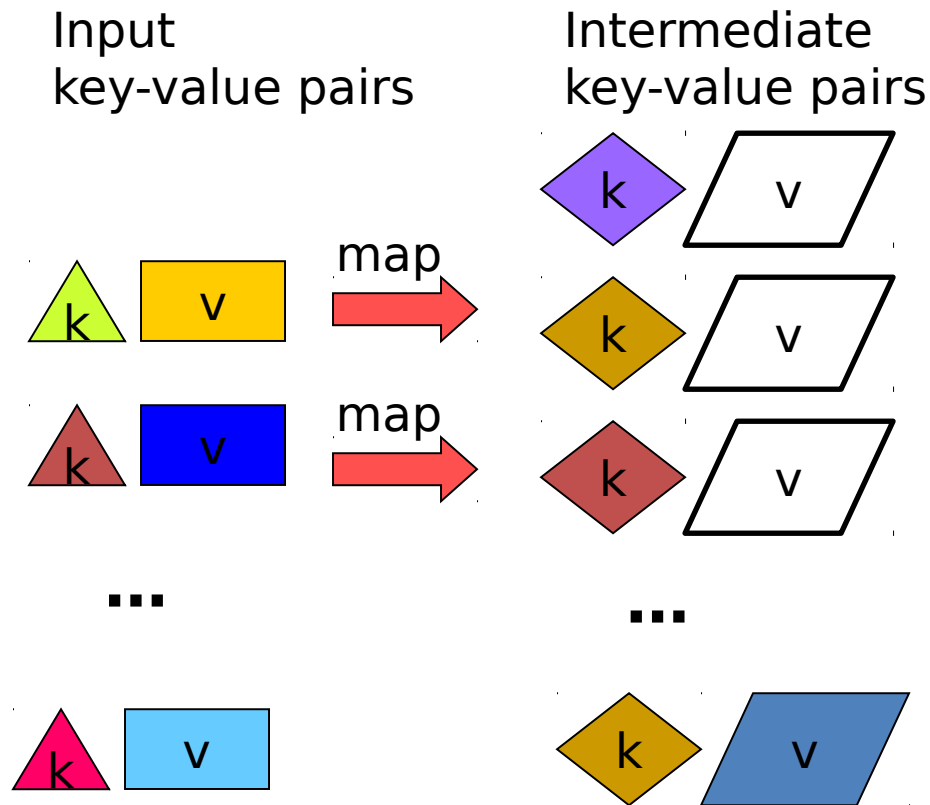 Input
key-value pairs
Intermediate
key-value pairs
k v
k v
map
k v
k v
map
k v
...
...
k v
k v